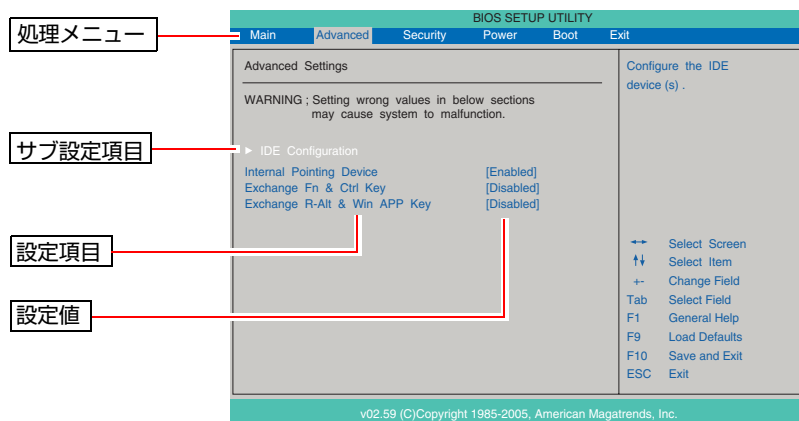 BIOS SETUP UTILITY
Main Advanced Security Power Boot Exit
処理メニュー
Advanced Settings
WARNING ; Setting wrong values in below sections
may cause system to malfunction.
サブ設定項目
► IDE Configuration
Internal Pointing Device [Enabled]
Exchange Fn & Ctrl Key [Disabled]
Exchange R-Alt & Win APP Key [Disabled]
設定項目
設定値
Configure the IDE
device (s) .
←→ Select Screen
↑↓ Select Item
+- Change Field
Tab Select Field
F1 General Help
F9 Load Defaults
F10 Save and Exit
ESC Exit
v02.59 (C)Copyright 1985-2005, American Magatrends, Inc.